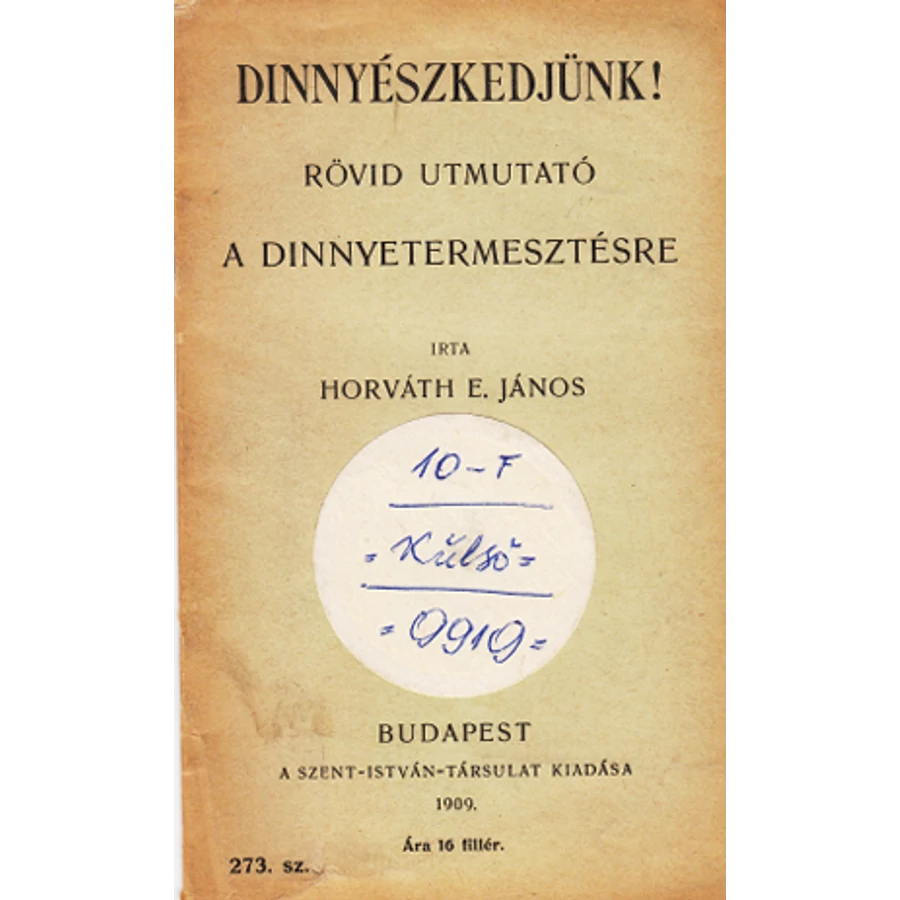 DINNYÉSZKEDJÜNK!
RÖVID UTMUTATÓ
A DINNYETERMESZTÉSRE
IRTA
HORVÁTH E. JÁNOS
10-F
= Külső =
= 9919 =
BUDAPEST
A SZENT-ISTVÁN-TÁRSULAT KIADÁSA
1909.
Ára 16 fillér.
273. sz.